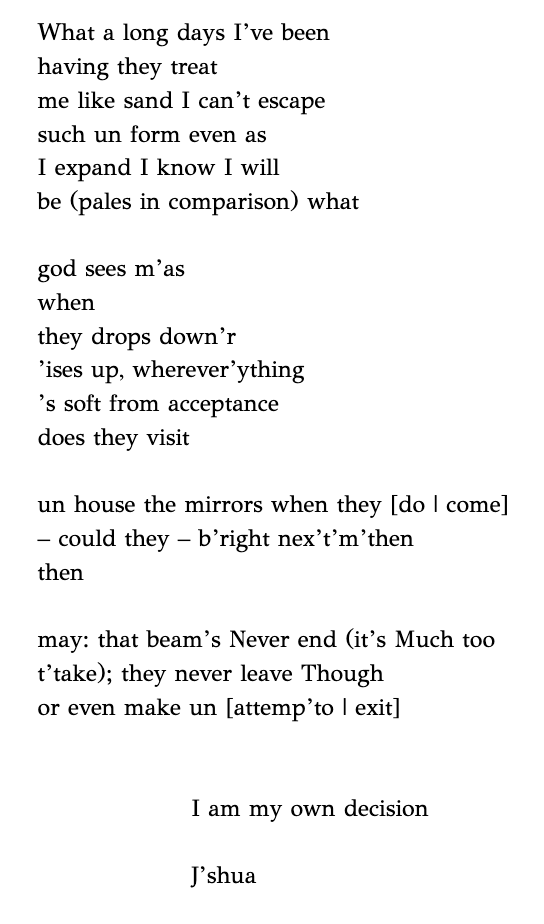 What a long days I’ve been
having they treat
me like sand I can’t escape
such un form even as
I expand I know I will
be (pales in comparison) what

god sees m’as
when
they drops down’r
’ises up, wherever’ything
’s soft from acceptance
does they visit

un house the mirrors when they [do | come]
– could they – b’right nex’t’m’then
then

may: that beam’s Never end (it’s Much too
t’take); they never leave Though
or even make un [attemp’to | exit]

I am my own decision

J’shua